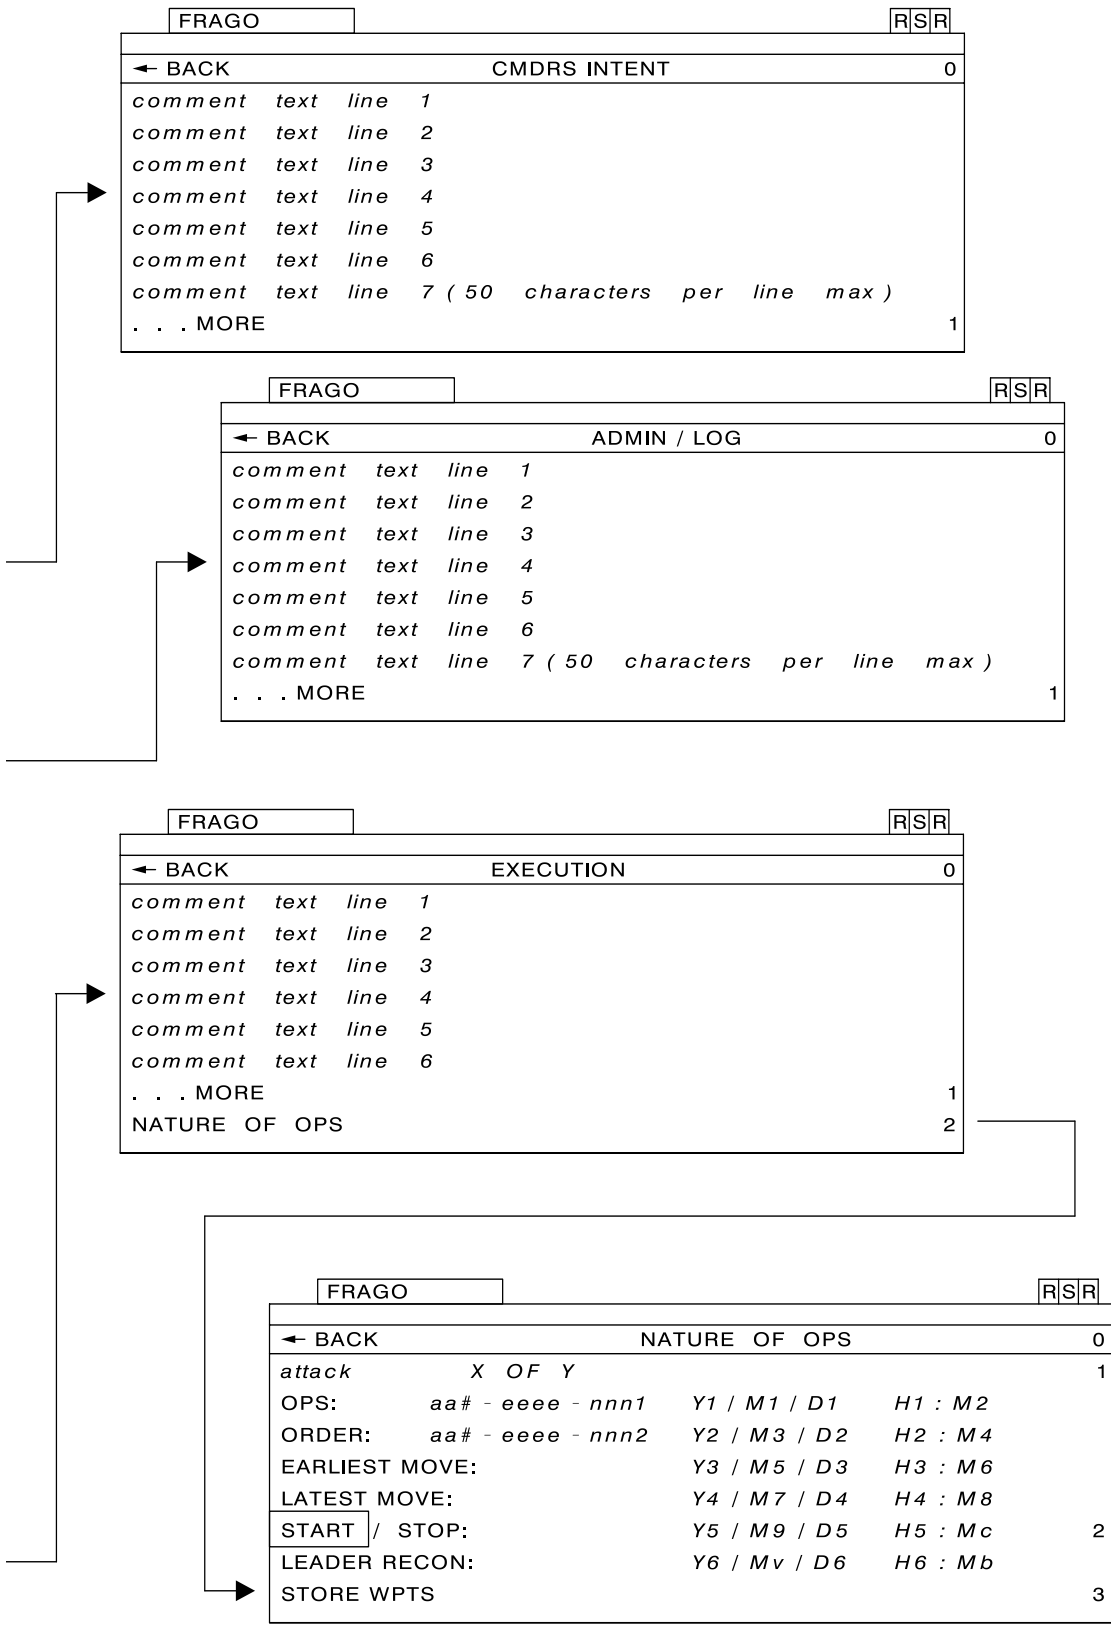 FRAGO RSR
← BACK CMDRS INTENT 0
comment text line 1
comment text line 2
comment text line 3
comment text line 4
comment text line 5
comment text line 6
comment text line 7 (50 characters per line max)
. . . MORE 1
FRAGO RSR
← BACK ADMIN / LOG 0
comment text line 1
comment text line 2
comment text line 3
comment text line 4
comment text line 5
comment text line 6
comment text line 7 (50 characters per line max)
. . . MORE 1
FRAGO RSR
← BACK EXECUTION 0
comment text line 1
comment text line 2
comment text line 3
comment text line 4
comment text line 5
comment text line 6
. . . MORE 1
NATURE OF OPS 2
FRAGO RSR
← BACK NATURE OF OPS 0
attack X OF Y 1
OPS: aa# - eeee - nnn1 Y1 / M1 / D1 H1 : M2
ORDER: aa# - eeee - nnn2 Y2 / M3 / D2 H2 : M4
EARLIEST MOVE: Y3 / M5 / D3 H3 : M6
LATEST MOVE: Y4 / M7 / D4 H4 : M8
START / STOP: Y5 / M9 / D5 H5 : Mc 2
LEADER RECON: Y6 / Mv / D6 H6 : Mb
STORE WPTS 3